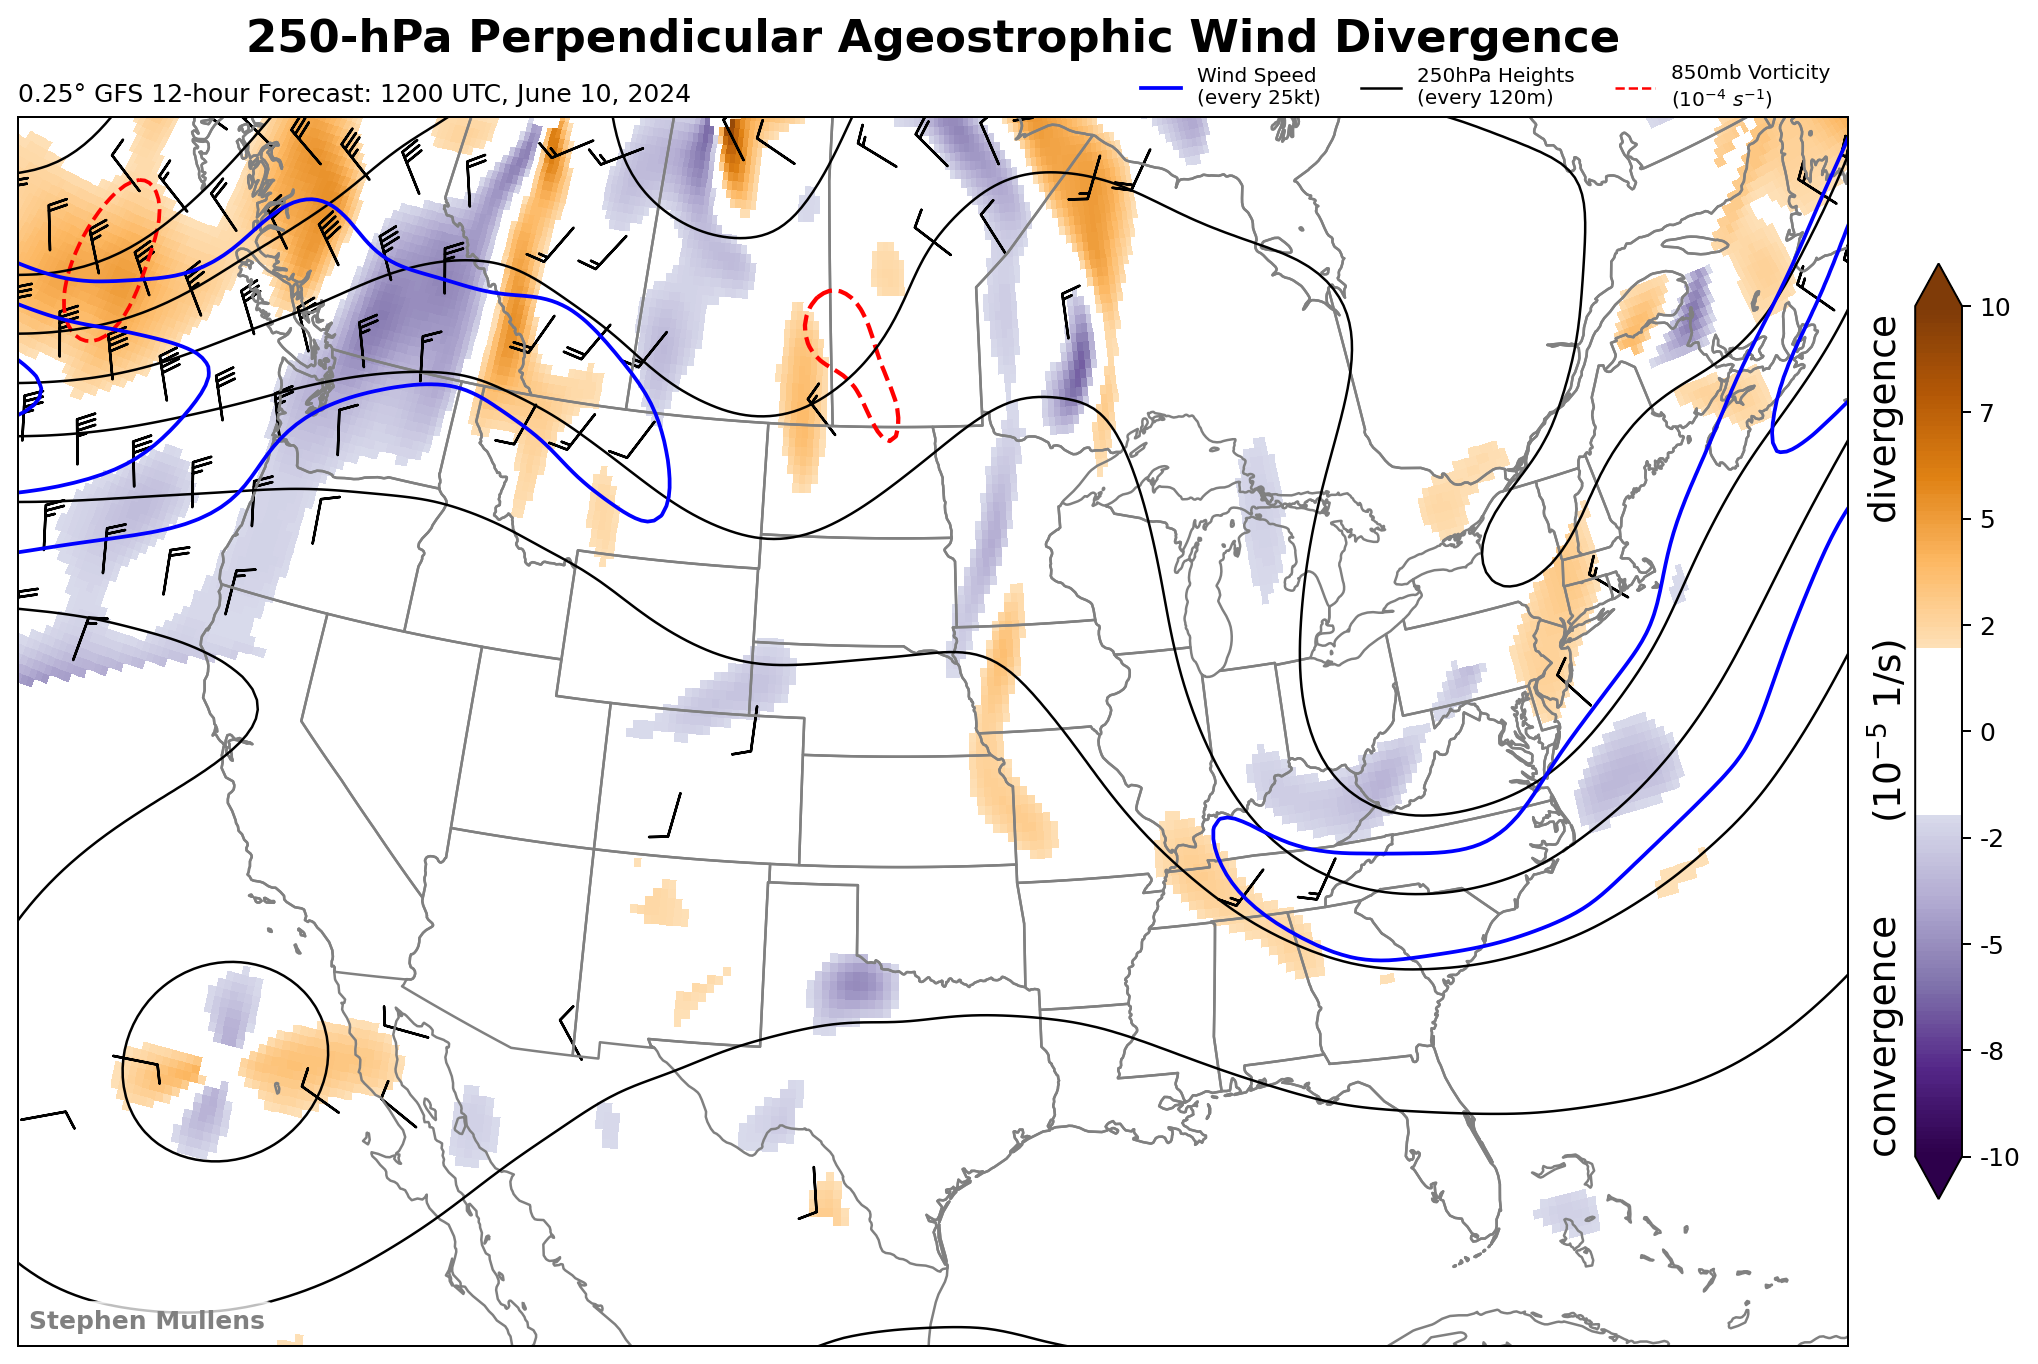 250-hPa Perpendicular Ageostrophic Wind Divergence
0.25° GFS 12-hour Forecast: 1200 UTC, June 10, 2024
Wind Speed
(every 25kt)
250hPa Heights
(every 120m)
850mb Vorticity
(10⁻⁴ s⁻¹)
10
7
5
2
0
-2
-5
-8
-10
convergence (10⁻⁵ 1/s) divergence
Stephen Mullens